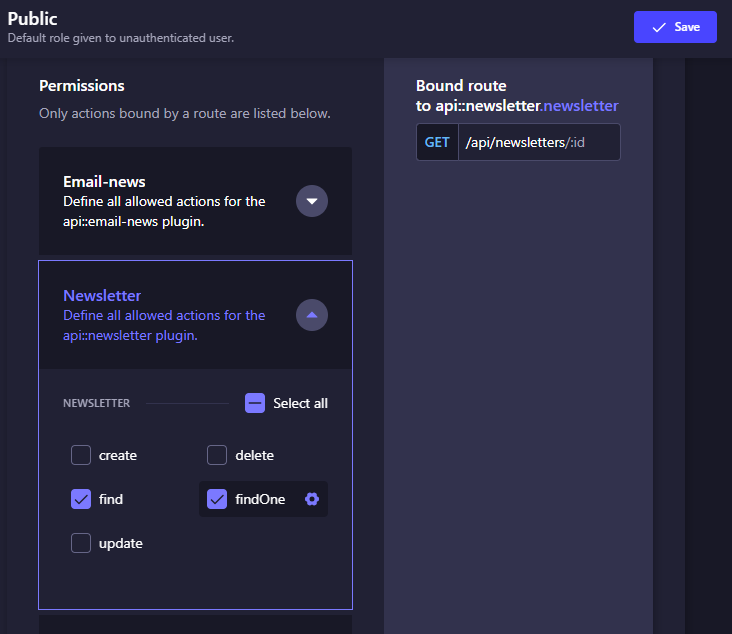 Public
Default role given to unauthenticated user.
Save
Permissions
Only actions bound by a route are listed below.
Email-news
Define all allowed actions for the
api::email-news plugin.
Newsletter
Define all allowed actions for the
api::newsletter plugin.
NEWSLETTER
Select all
create
delete
find
findOne
update
Bound route
to api::newsletter.newsletter
GET /api/newsletters/:id